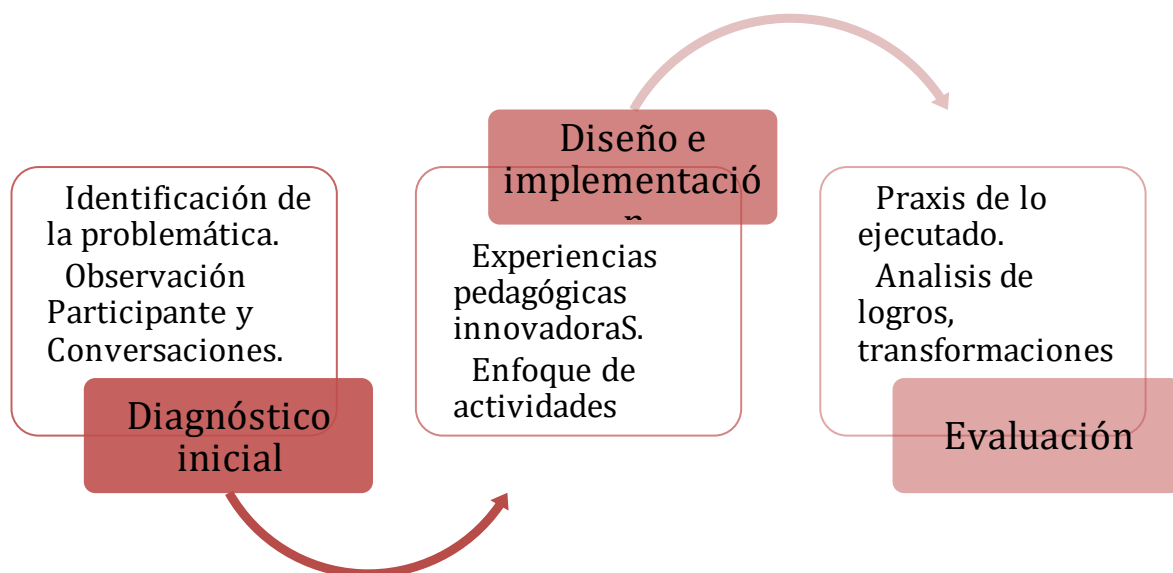 Identificación de
la problemática.
Observación
Participante y
Conversaciones.
Diagnóstico
inicial
Diseño e
implementació
n
Experiencias
pedagógicas
innovadoraS.
Enfoque de
actividades
Praxis de lo
ejecutado.
Analisis de
logros,
transformaciones
Evaluación